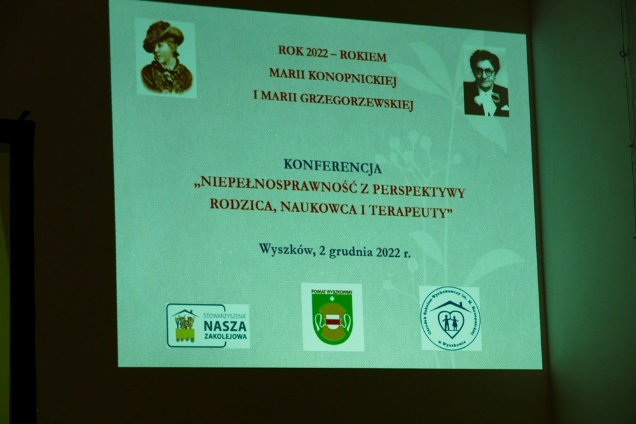 ROK 2022 – ROKIEM
MARII KONOPNICKIEJ
I MARII GRZEGORZEWSKIEJ
KONFERENCJA
„NIEPEŁNOSPRAWNOŚĆ Z PERSPEKTYWY
RODZICA, NAUKOWCA I TERAPEUTY”
Wyszków, 2 grudnia 2022 r.
STOWARZYSZENIE
NASZA
ZAKOLEJOWA
POWIAT WYSZKOWSKI
w Wyszkowie